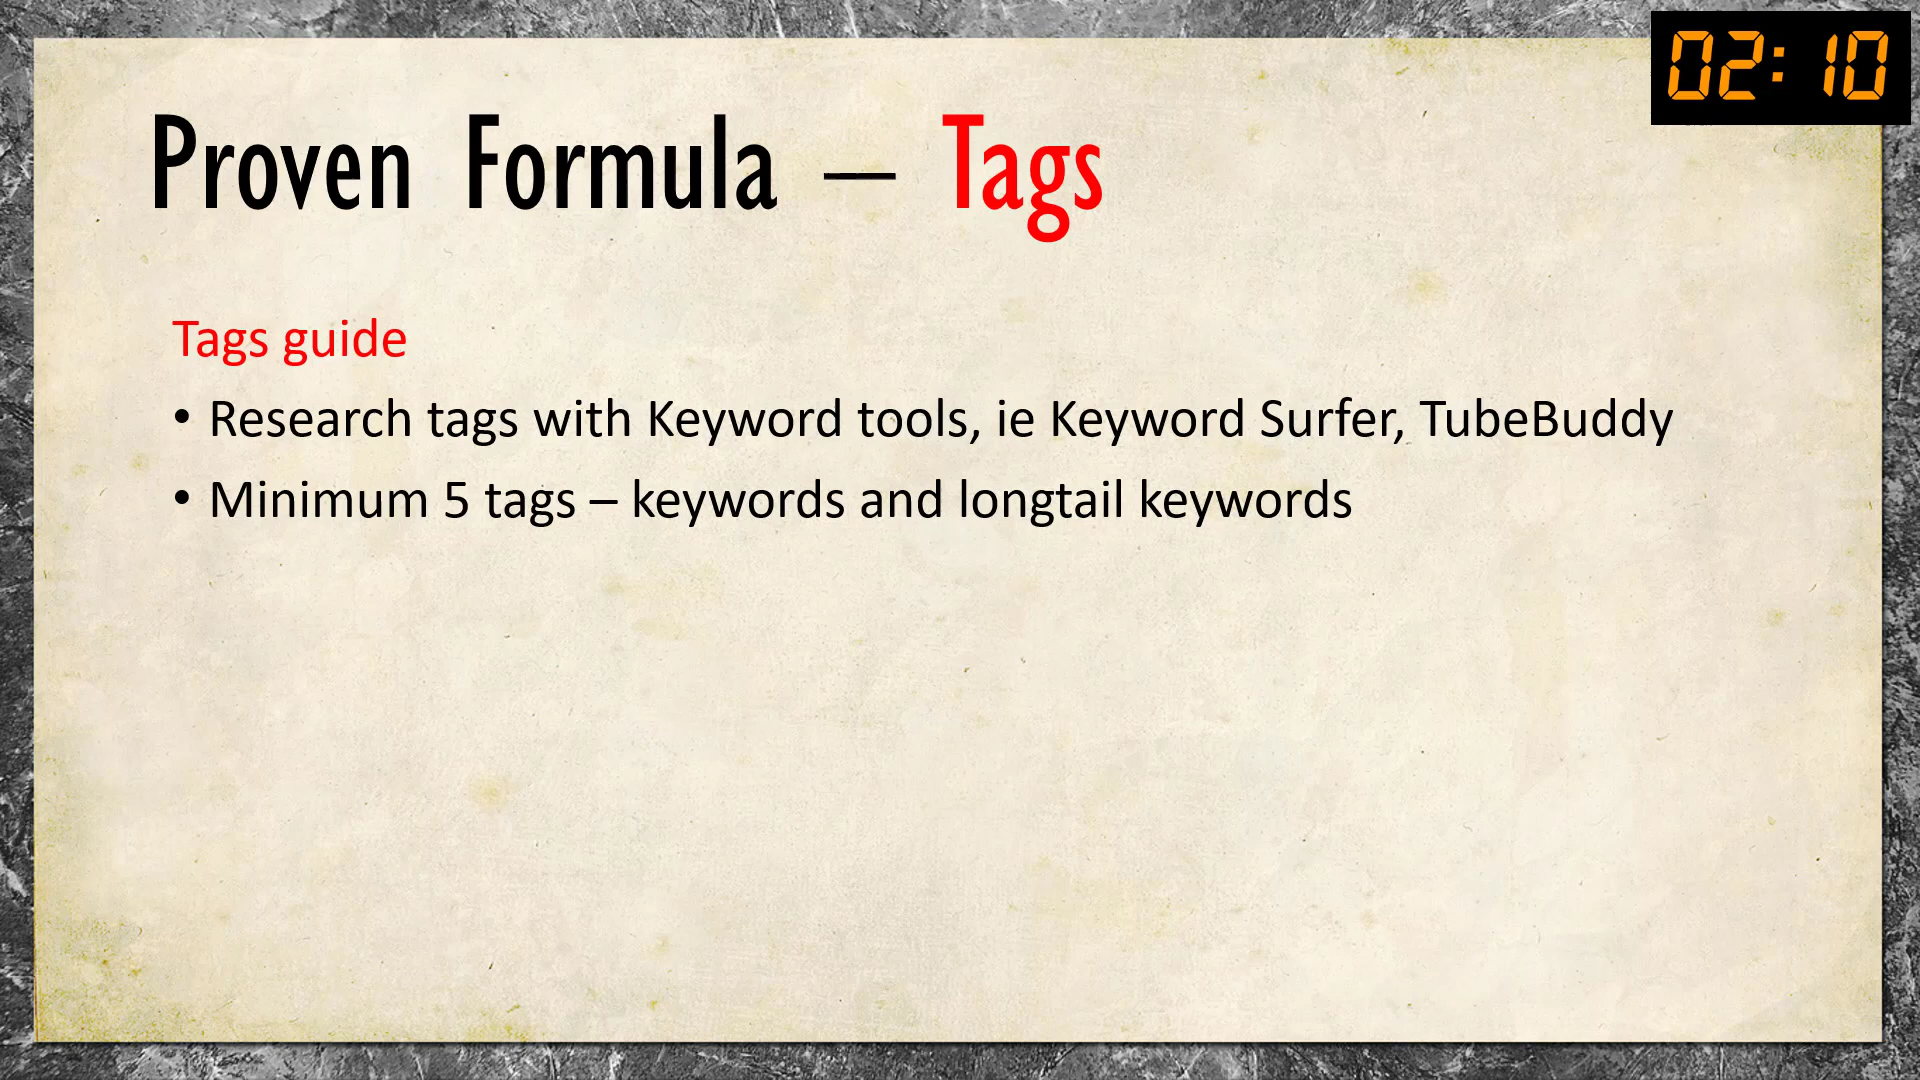 02:10
Proven Formula – Tags
Tags guide
• Research tags with Keyword tools, ie Keyword Surfer, TubeBuddy
• Minimum 5 tags – keywords and longtail keywords